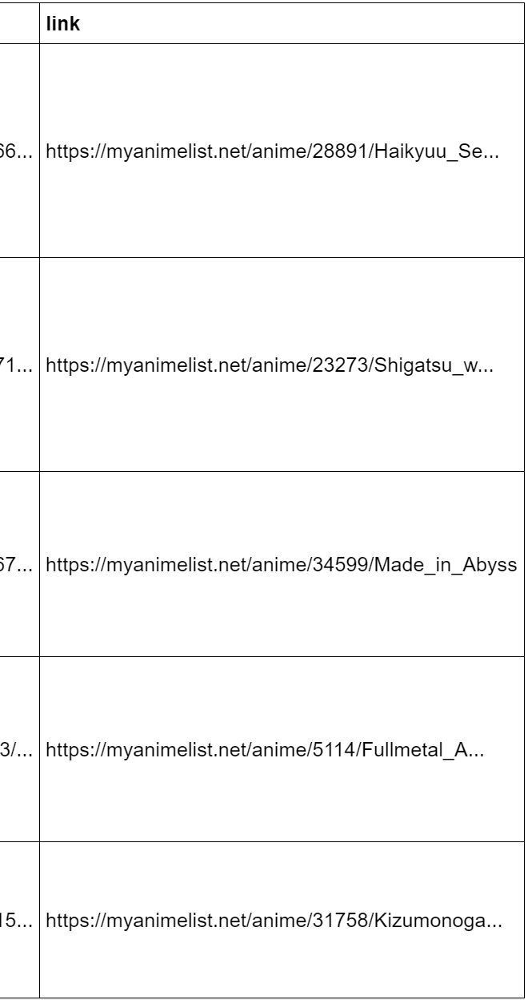 link
66... https://myanimelist.net/anime/28891/Haikyuu_Se...
71... https://myanimelist.net/anime/23273/Shigatsu_w...
67... https://myanimelist.net/anime/34599/Made_in_Abyss
3/... https://myanimelist.net/anime/5114/Fullmetal_A...
15... https://myanimelist.net/anime/31758/Kizumonoga...